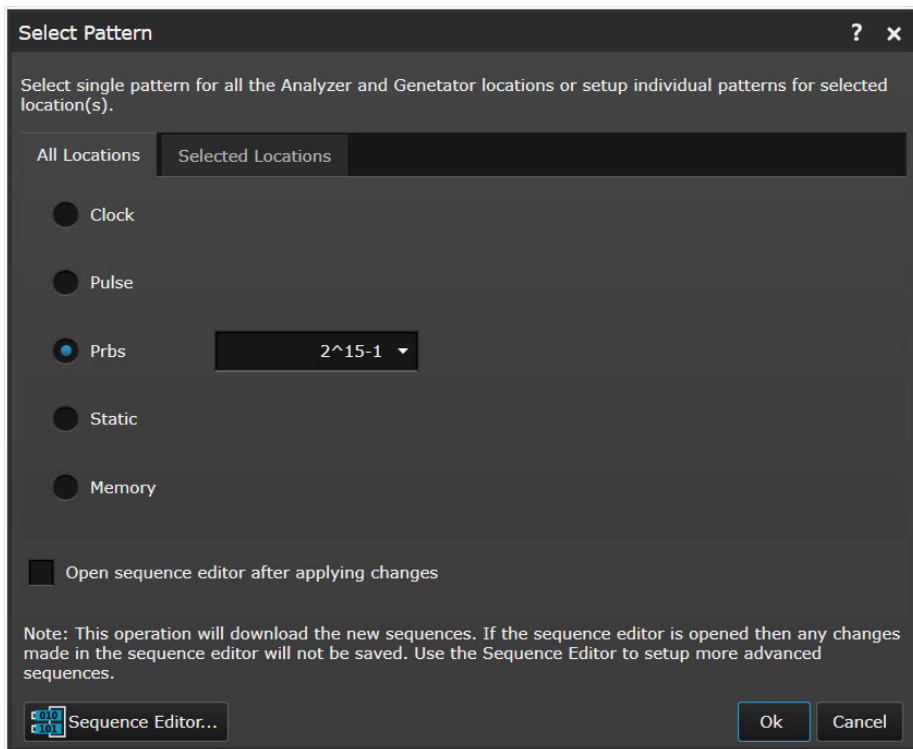 Select Pattern
? ×
Select single pattern for all the Analyzer and Genetator locations or setup individual patterns for selected
location(s).
All Locations Selected Locations
Clock
Pulse
Prbs 2^15-1
Static
Memory
Open sequence editor after applying changes
Note: This operation will download the new sequences. If the sequence editor is opened then any changes
made in the sequence editor will not be saved. Use the Sequence Editor to setup more advanced
sequences.
010
101
Sequence Editor... Ok Cancel